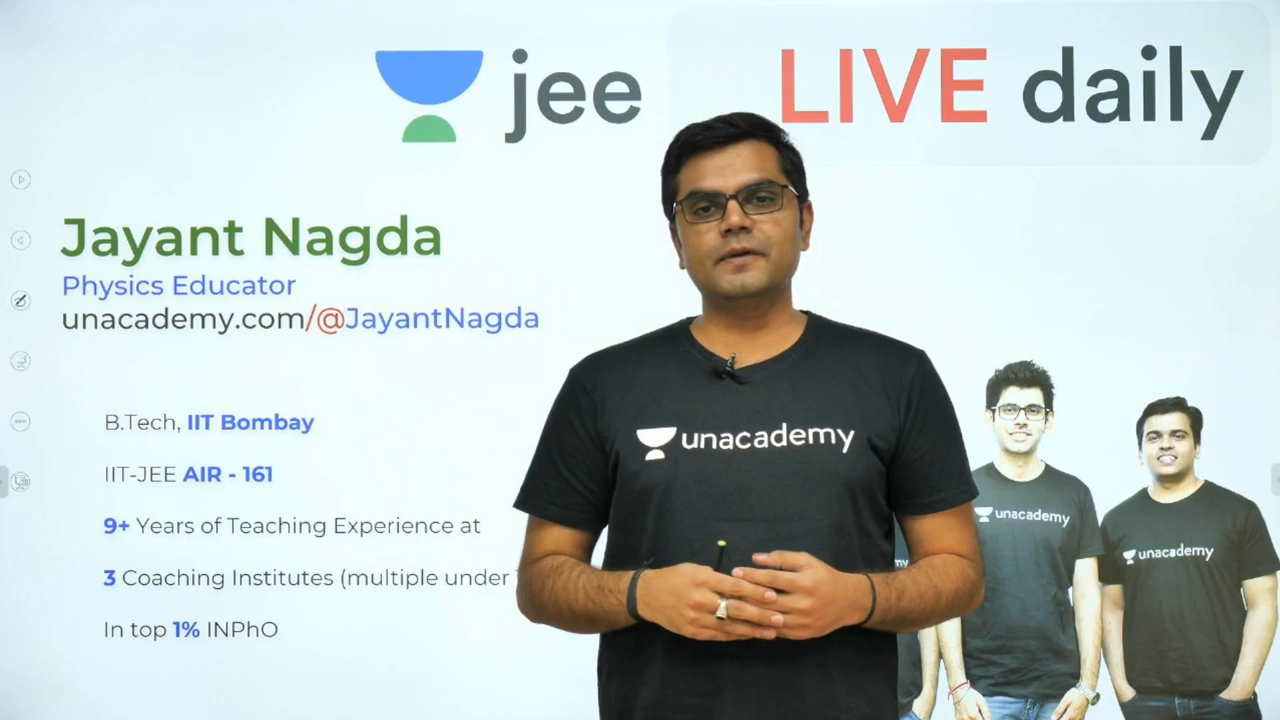 jee
LIVE daily
Jayant Nagda
Physics Educator
unacademy.com/@JayantNagda
B.Tech, IIT Bombay
IIT-JEE AIR - 161
9+ Years of Teaching Experience at
3 Coaching Institutes (multiple under
In top 1% INPhO
unacademy
unacademy
unacademy
my